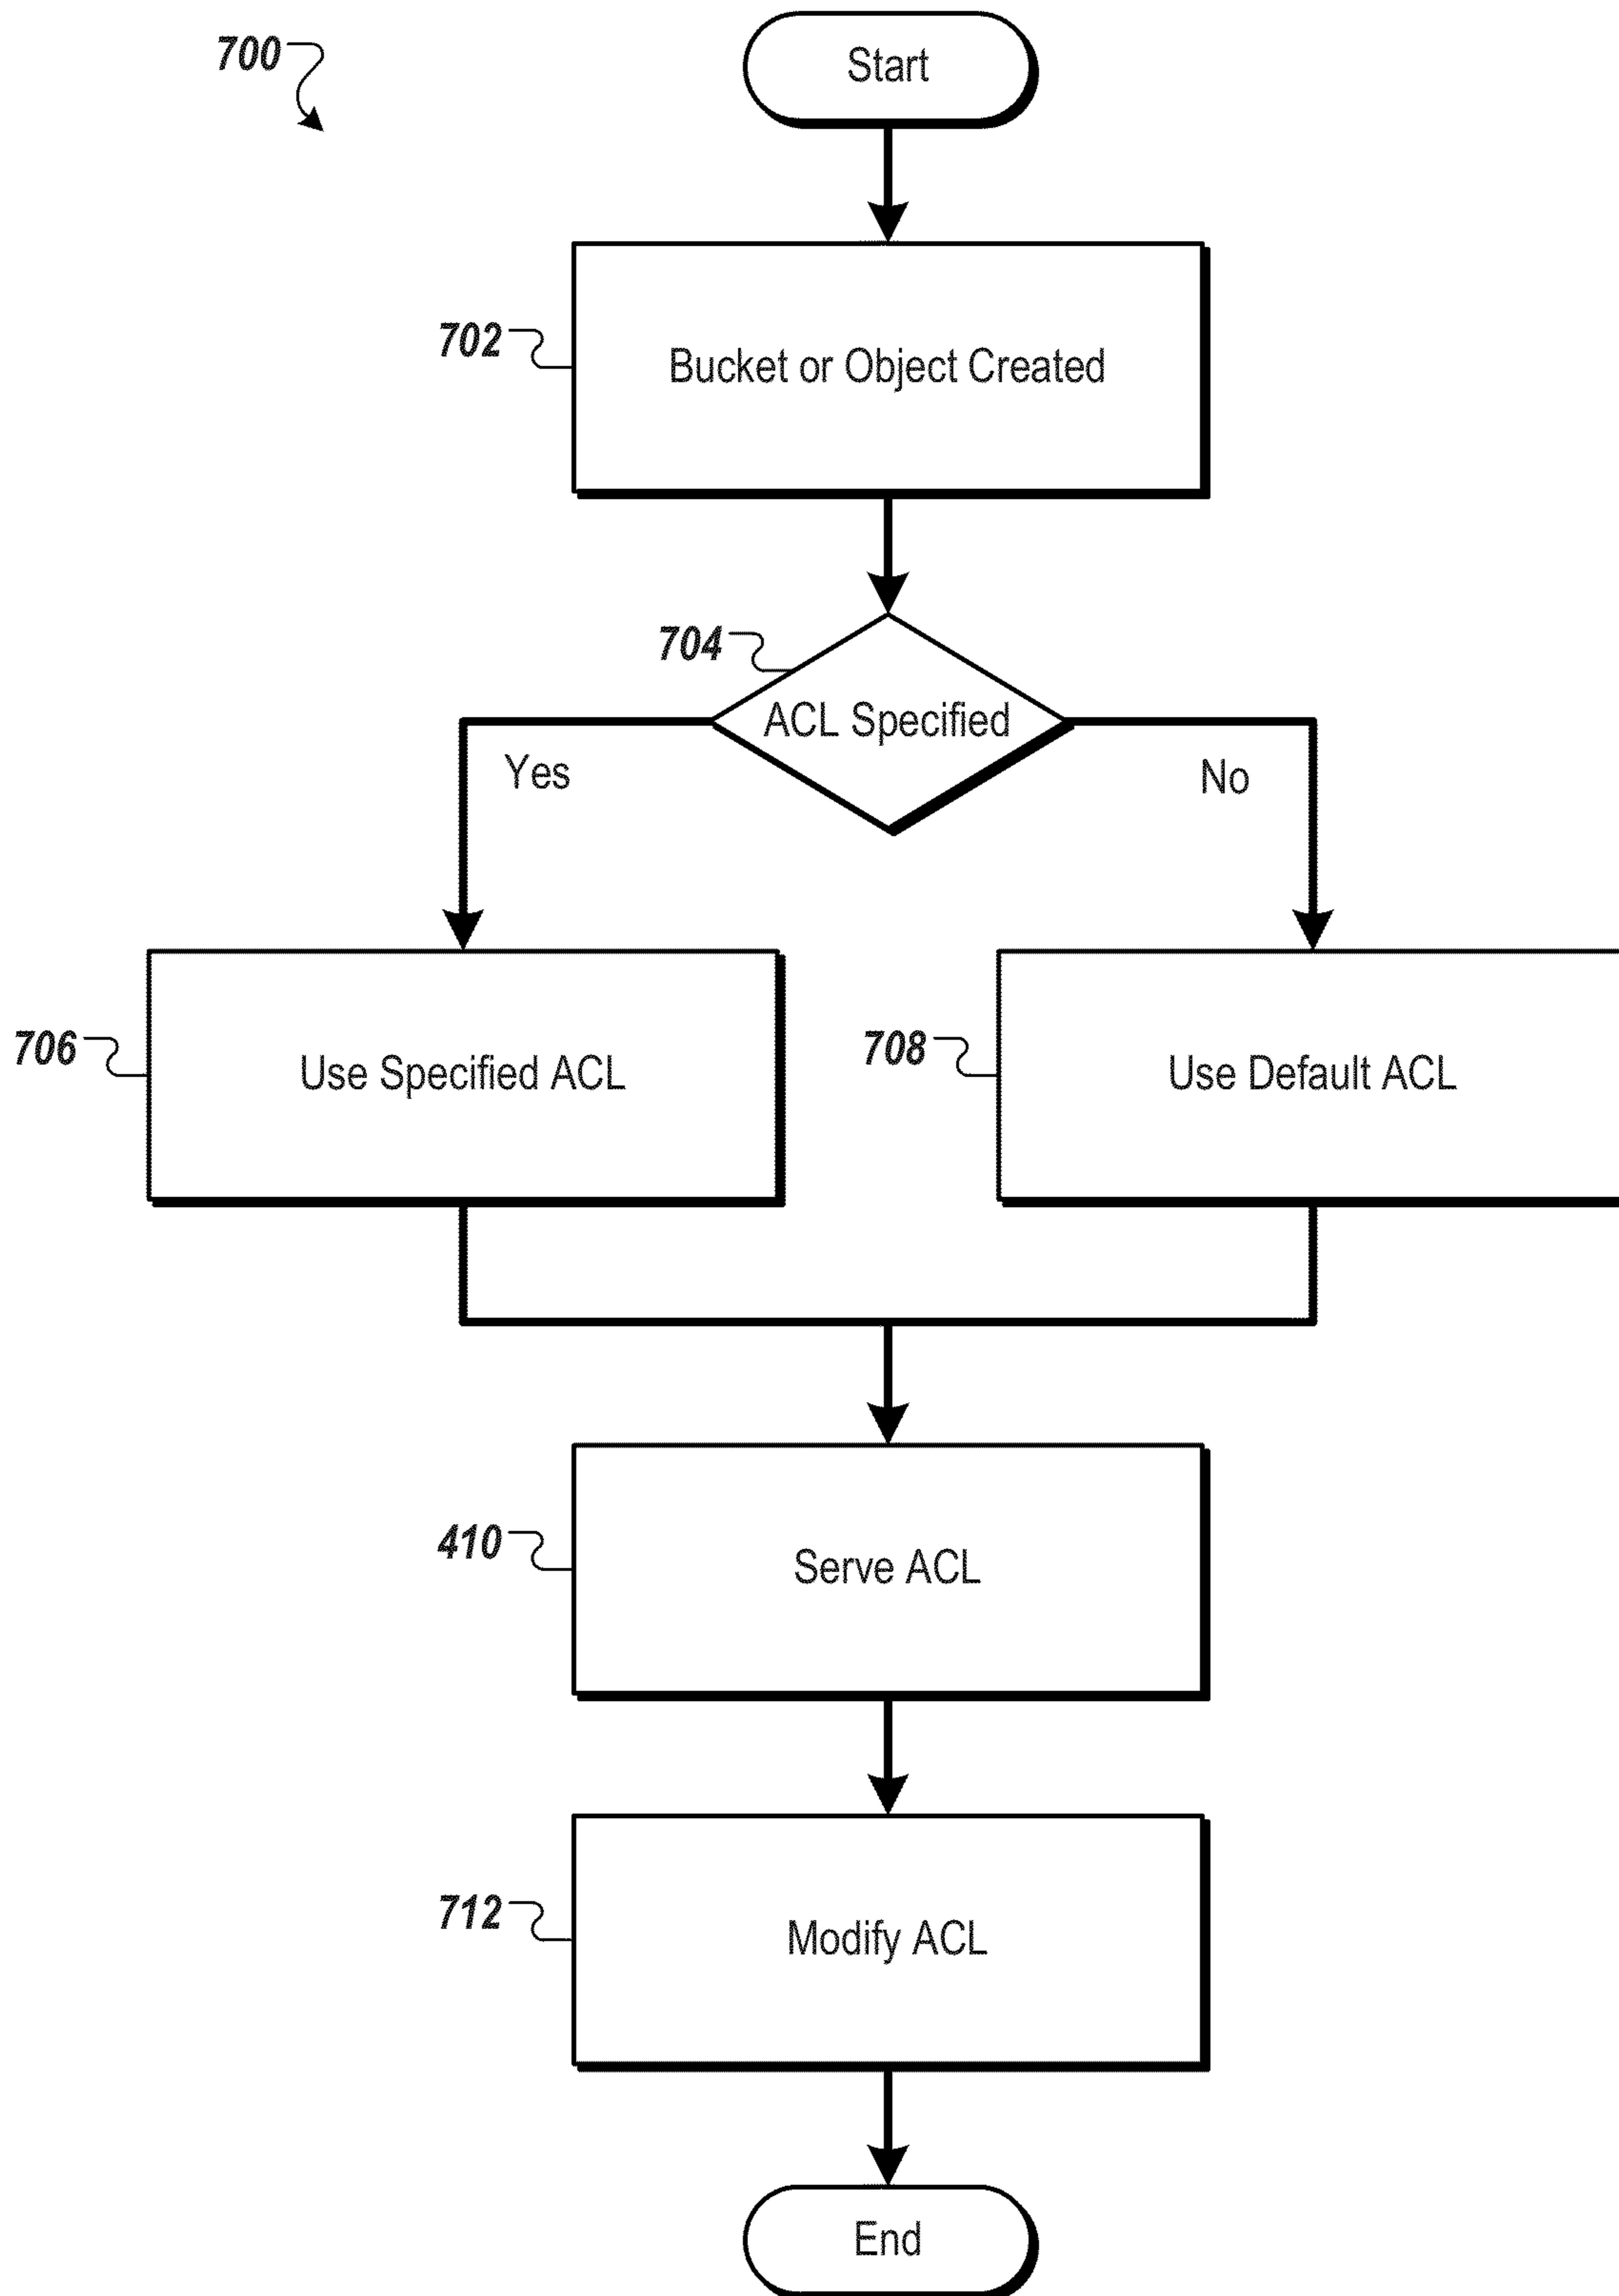 700
Start
702
Bucket or Object Created
704
ACL Specified
Yes
No
706
Use Specified ACL
708
Use Default ACL
410
Serve ACL
712
Modify ACL
End